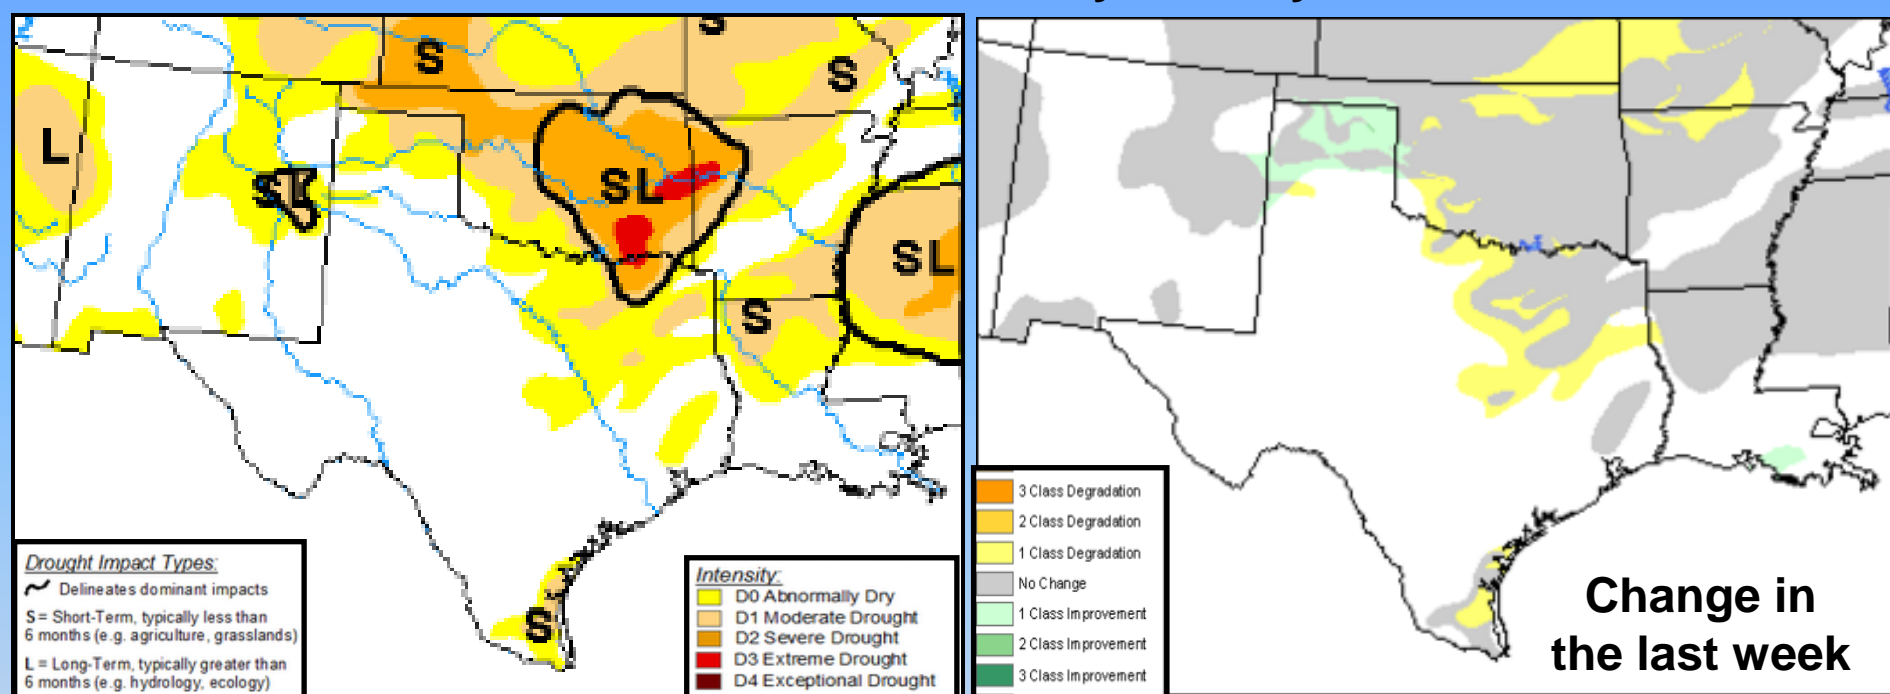 S
S
S
L
SL
SL
SL
S
S
Drought Impact Types:
Delineates dominant impacts
S = Short-Term, typically less than
6 months (e.g. agriculture, grasslands)
L = Long-Term, typically greater than
6 months (e.g. hydrology, ecology)
Intensity:
D0 Abnormally Dry
D1 Moderate Drought
D2 Severe Drought
D3 Extreme Drought
D4 Exceptional Drought
3 Class Degradation
2 Class Degradation
1 Class Degradation
No Change
1 Class Improvement
2 Class Improvement
3 Class Improvement
Change in
the last week